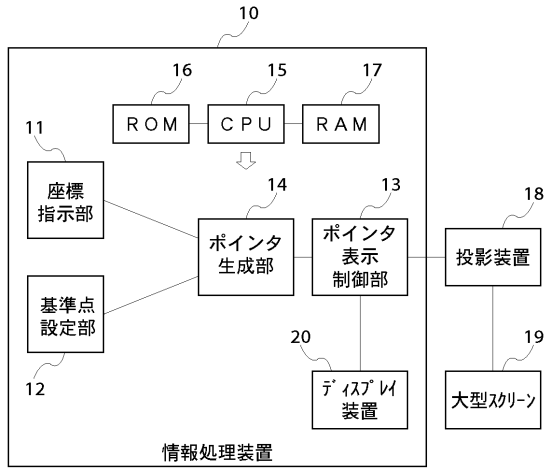 10
16
15
17
ＲＯＭ
ＣＰＵ
ＲＡＭ
11
座標
指示部
14
13
18
ポインタ
生成部
ポインタ
表示
制御部
投影装置
基準点
設定部
12
20
19
ﾃﾞｨｽﾌﾟﾚｲ
装置
大型ｽｸﾘｰﾝ
情報処理装置